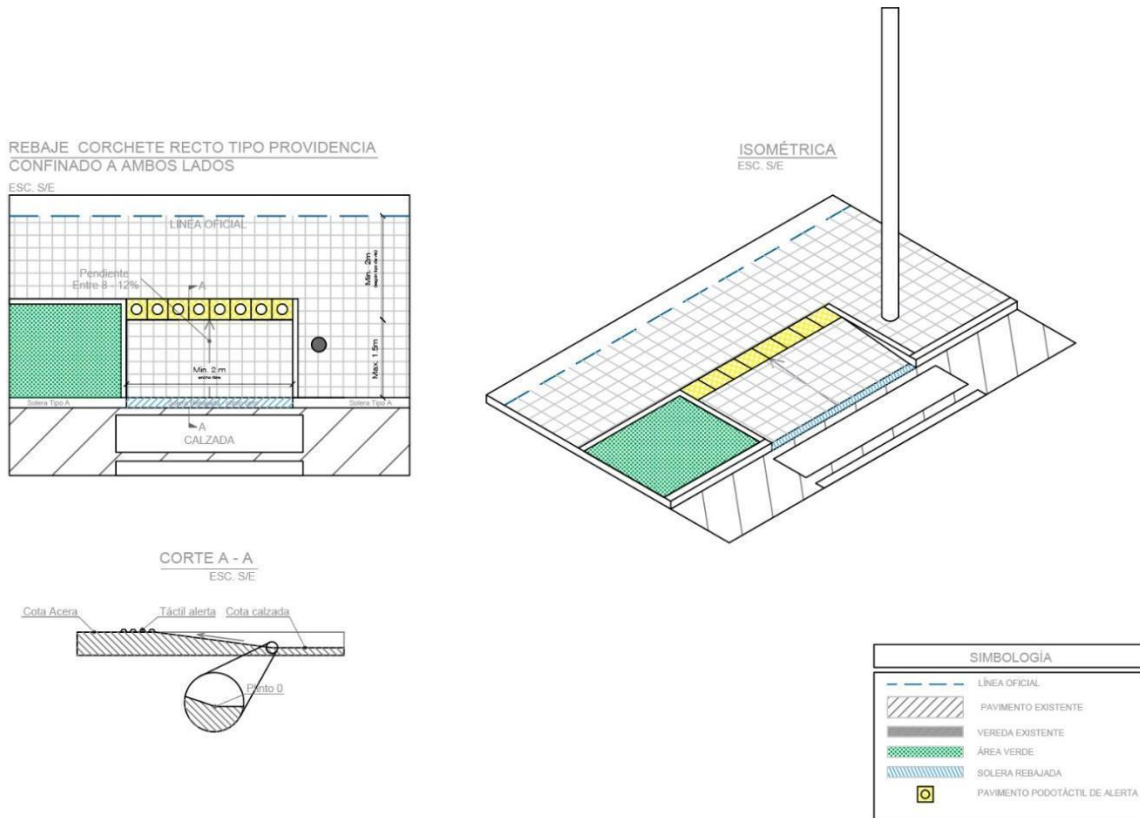 REBAJE CORCHETE RECTO TIPO PROVIDENCIA
CONFINADO A AMBOS LADOS
ESC. S/E
LÍNEA OFICIAL
Pendiente
Entre 8 - 12%
A
Min. 2m
Max. 1.5m
Min. 2 m
Solera Tipo A
Solera Tipo A
A
CALZADA
ISOMÉTRICA
ESC. S/E
CORTE A - A
ESC. S/E
Cota Acera
Táctil alerta
Cota calzada
Punto 0
SIMBOLOGÍA
LÍNEA OFICIAL
PAVIMENTO EXISTENTE
VEREDA EXISTENTE
ÁREA VERDE
SOLERA REBAJADA
PAVIMENTO PODOTÁCTIL DE ALERTA